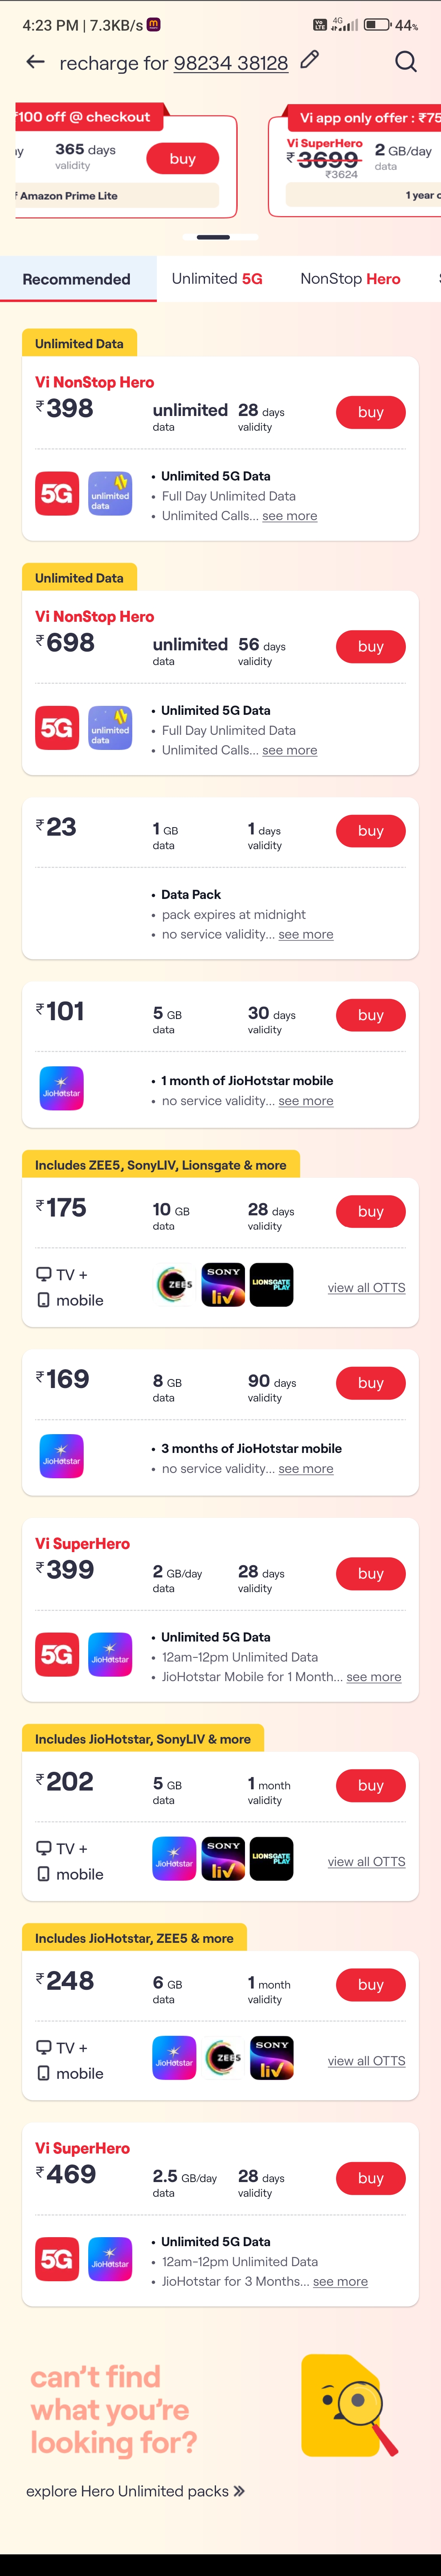 4:23 PM | 7.3KB/s m
Vo LTE 4G 44%
recharge for 98234 38128
₹100 off @ checkout
365 days
validity
buy
Amazon Prime Lite
Vi app only offer : ₹75
Vi SuperHero
₹3699 2 GB/day
₹3624 data
1 year o
Recommended Unlimited 5G NonStop Hero
Unlimited Data
Vi NonStop Hero
₹398 unlimited 28 days buy
data validity
5G unlimited data
• Unlimited 5G Data
• Full Day Unlimited Data
• Unlimited Calls... see more
Unlimited Data
Vi NonStop Hero
₹698 unlimited 56 days buy
data validity
5G unlimited data
• Unlimited 5G Data
• Full Day Unlimited Data
• Unlimited Calls... see more
₹23 1 GB 1 days buy
data validity
• Data Pack
• pack expires at midnight
• no service validity... see more
₹101 5 GB 30 days buy
data validity
JioHotstar
• 1 month of JioHotstar mobile
• no service validity... see more
Includes ZEE5, SonyLIV, Lionsgate & more
₹175 10 GB 28 days buy
data validity
TV +
mobile
ZEE5 SONY liv LIONSGATE PLAY view all OTTS
₹169 8 GB 90 days buy
data validity
JioHotstar
• 3 months of JioHotstar mobile
• no service validity... see more
Vi SuperHero
₹399 2 GB/day 28 days buy
data validity
5G JioHotstar
• Unlimited 5G Data
• 12am-12pm Unlimited Data
• JioHotstar Mobile for 1 Month... see more
Includes JioHotstar, SonyLIV & more
₹202 5 GB 1 month buy
data validity
TV +
mobile
JioHotstar SONY liv LIONSGATE PLAY view all OTTS
Includes JioHotstar, ZEE5 & more
₹248 6 GB 1 month buy
data validity
TV +
mobile
JioHotstar ZEE5 SONY liv view all OTTS
Vi SuperHero
₹469 2.5 GB/day 28 days buy
data validity
5G JioHotstar
• Unlimited 5G Data
• 12am-12pm Unlimited Data
• JioHotstar for 3 Months... see more
can't find
what you're
looking for?
explore Hero Unlimited packs »